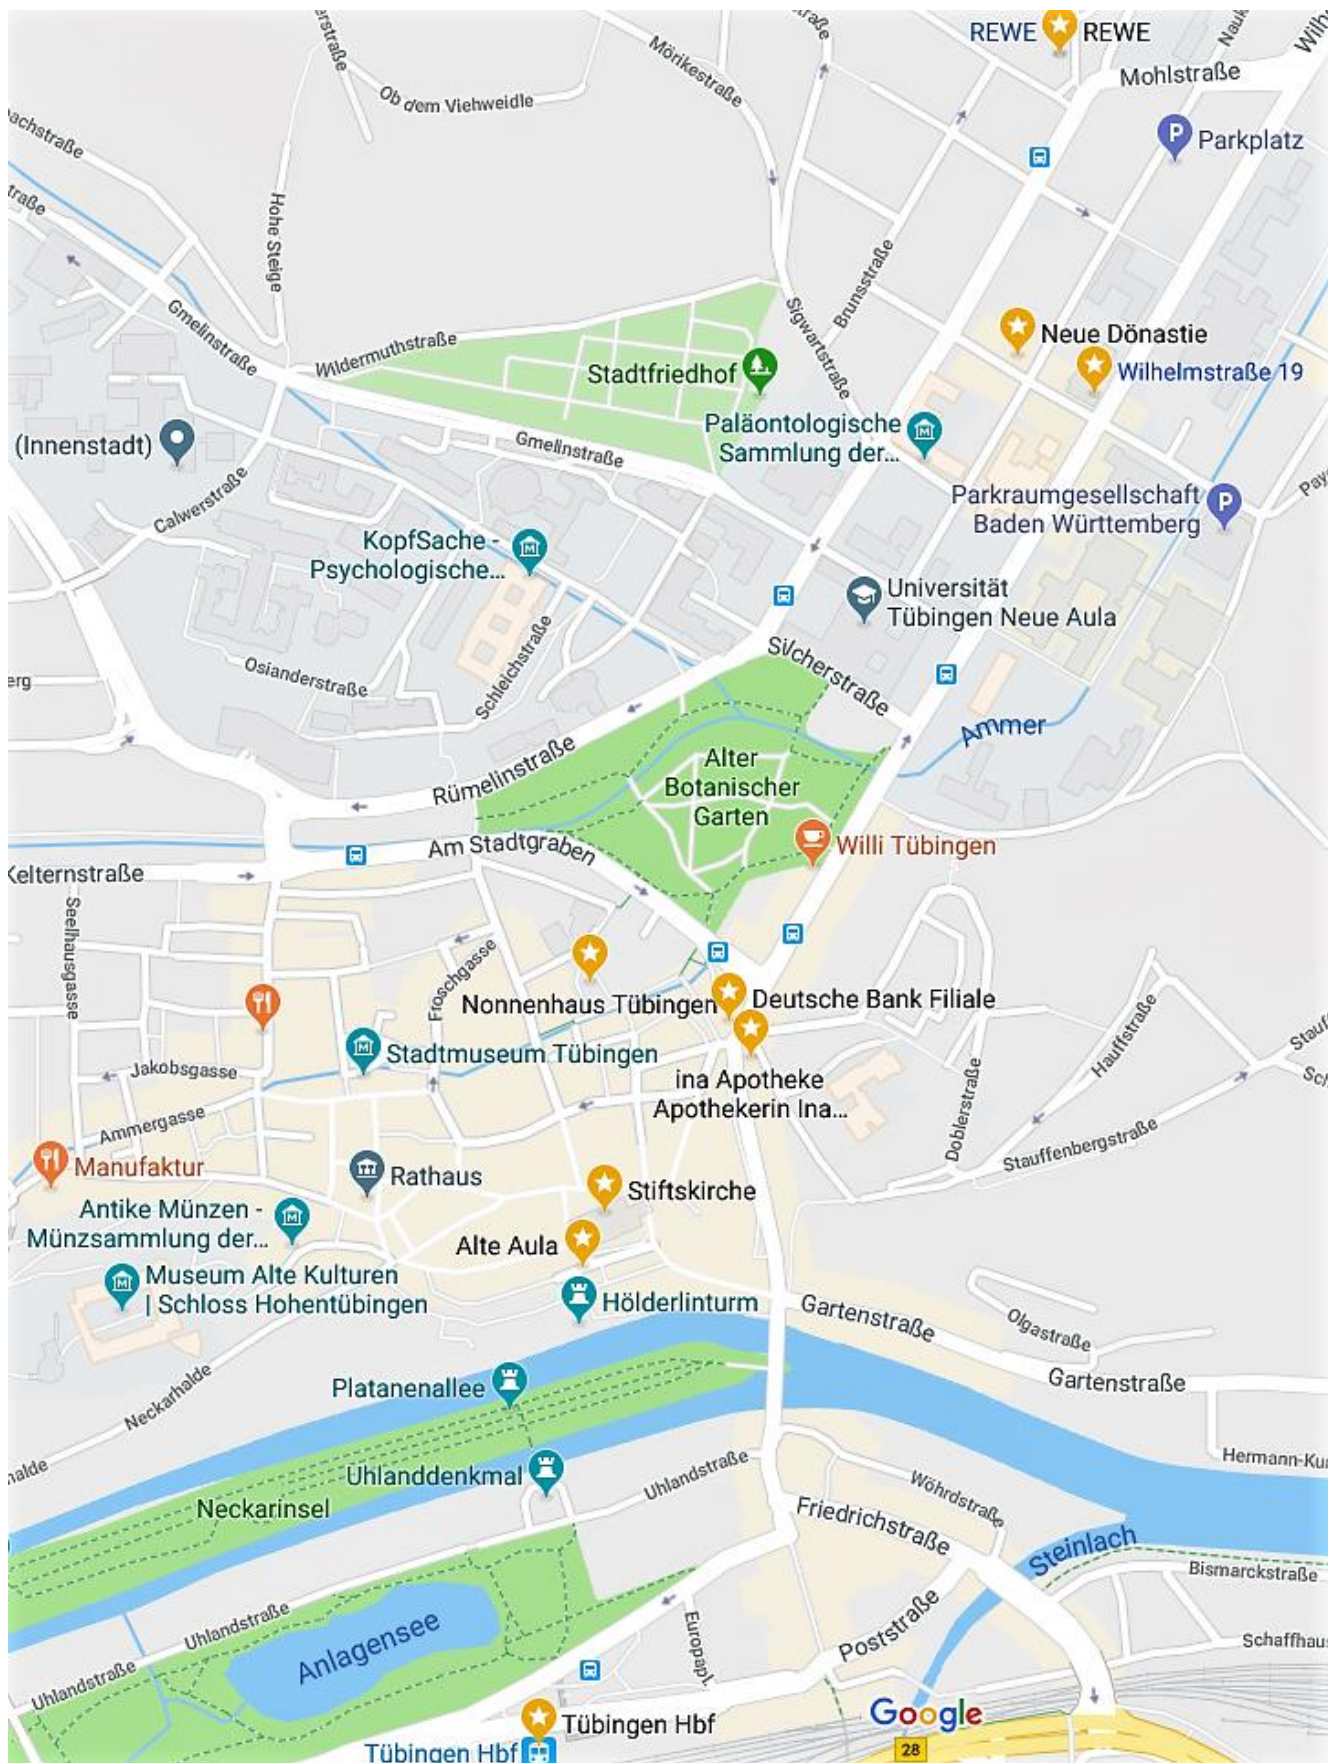 REWE
REWE
Mohlstraße
Mörikestraße
Ob dem Viehweidle
Parkplatz
Hohe Steige
Brunsstraße
Sigwartstraße
Gmelinstraße
Wildermuthstraße
Neue Dönastie
Wilhelmstraße 19
Stadtfriedhof
Paläontologische
Sammlung der...
(Innenstadt)
Gmelinstraße
Calwerstraße
Parkraumgesellschaft
Baden Württemberg
KopfSache -
Psychologische...
Universität
Tübingen Neue Aula
Silcherstraße
Osianderstraße
Schleichstraße
Ammer
Rümelinstraße
Alter
Botanischer
Garten
Am Stadtgraben
Willi Tübingen
Kelternstraße
Seelhausgasse
Froschgasse
Nonnenhaus Tübingen
Deutsche Bank Filiale
Hauffstraße
Stadtmuseum Tübingen
Jakobsgasse
ina Apotheke
Apothekerin Ina...
Doblerstraße
Ammergasse
Stauffenbergstraße
Manufaktur
Rathaus
Stiftskirche
Antike Münzen -
Münzsammlung der...
Alte Aula
Museum Alte Kulturen
| Schloss Hohentübingen
Hölderlinturm
Gartenstraße
Olgastraße
Neckarhalde
Platanenallee
Gartenstraße
halde
Uhlanddenkmal
Uhlandstraße
Hermann-Ku
Wöhrdstraße
Neckarinsel
Friedrichstraße
Steinlach
Bismarckstraße
Uhlandstraße
Anlagensee
Europapl.
Poststraße
Schaffhau
Uhlandstraße
Tübingen Hbf
Google
Tübingen Hbf
28